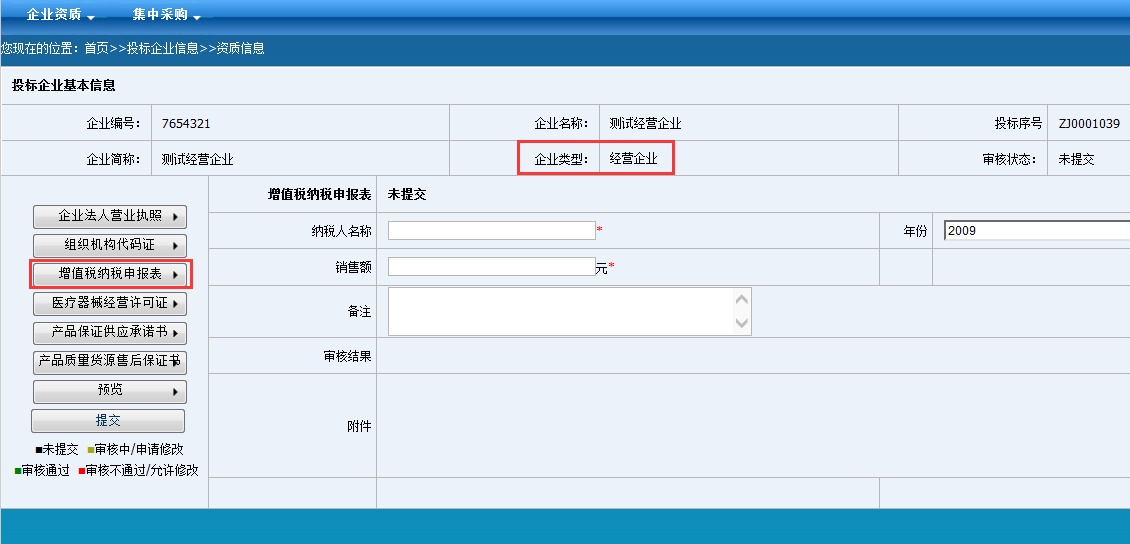 企业资质 集中采购
您现在的位置：首页>>投标企业信息>>资质信息
投标企业基本信息
企业编号： 7654321 企业名称： 测试经营企业 投标序号 ZJ0001039
企业简称： 测试经营企业 企业类型： 经营企业 审核状态： 未提交
企业法人营业执照
组织机构代码证
增值税纳税申报表
医疗器械经营许可证
产品保证供应承诺书
产品质量货源售后保证书
预览
提交
■未提交 ■审核中/申请修改
■审核通过 ■审核不通过/允许修改
增值税纳税申报表 未提交
纳税人名称 * 年份 2009
销售额 元*
备注
审核结果
附件